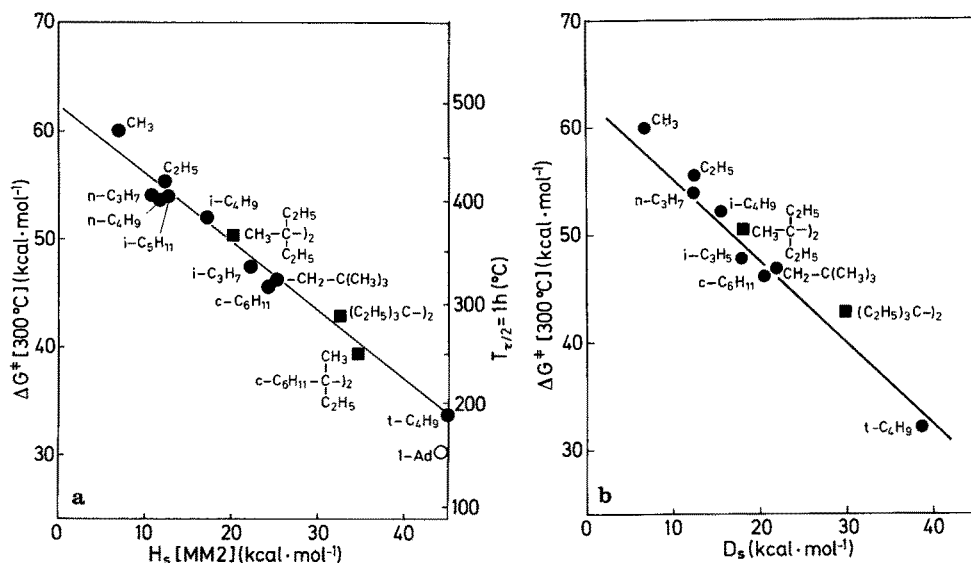 70
60
50
40
30
ΔG‡ [300°C] (kcal·mol⁻¹)
CH₃
C₂H₅
n-C₃H₇
n-C₄H₉
i-C₅H₁₁
i-C₄H₉
C₂H₅
CH₃-C-)₂
C₂H₅
i-C₃H₇
c-C₆H₁₁
CH₂-C(CH₃)₃
(C₂H₅)₃C-)₂
CH₃
c-C₆H₁₁-C-)₂
C₂H₅
t-C₄H₉
1-Ad
a
500
400
300
200
100
T τ/2 = 1h (°C)
0 10 20 30 40
Hₛ [MM2] (kcal·mol⁻¹)
70
60
50
40
30
ΔG‡ [300°C] (kcal·mol⁻¹)
CH₃
C₂H₅
n-C₃H₇
i-C₄H₉
C₂H₅
CH₃-C-)₂
C₂H₅
i-C₃H₅
c-C₆H₁₁
CH₂-C(CH₃)₃
(C₂H₅)₃C-)₂
t-C₄H₉
b
0 10 20 30 40
Dₛ (kcal·mol⁻¹)